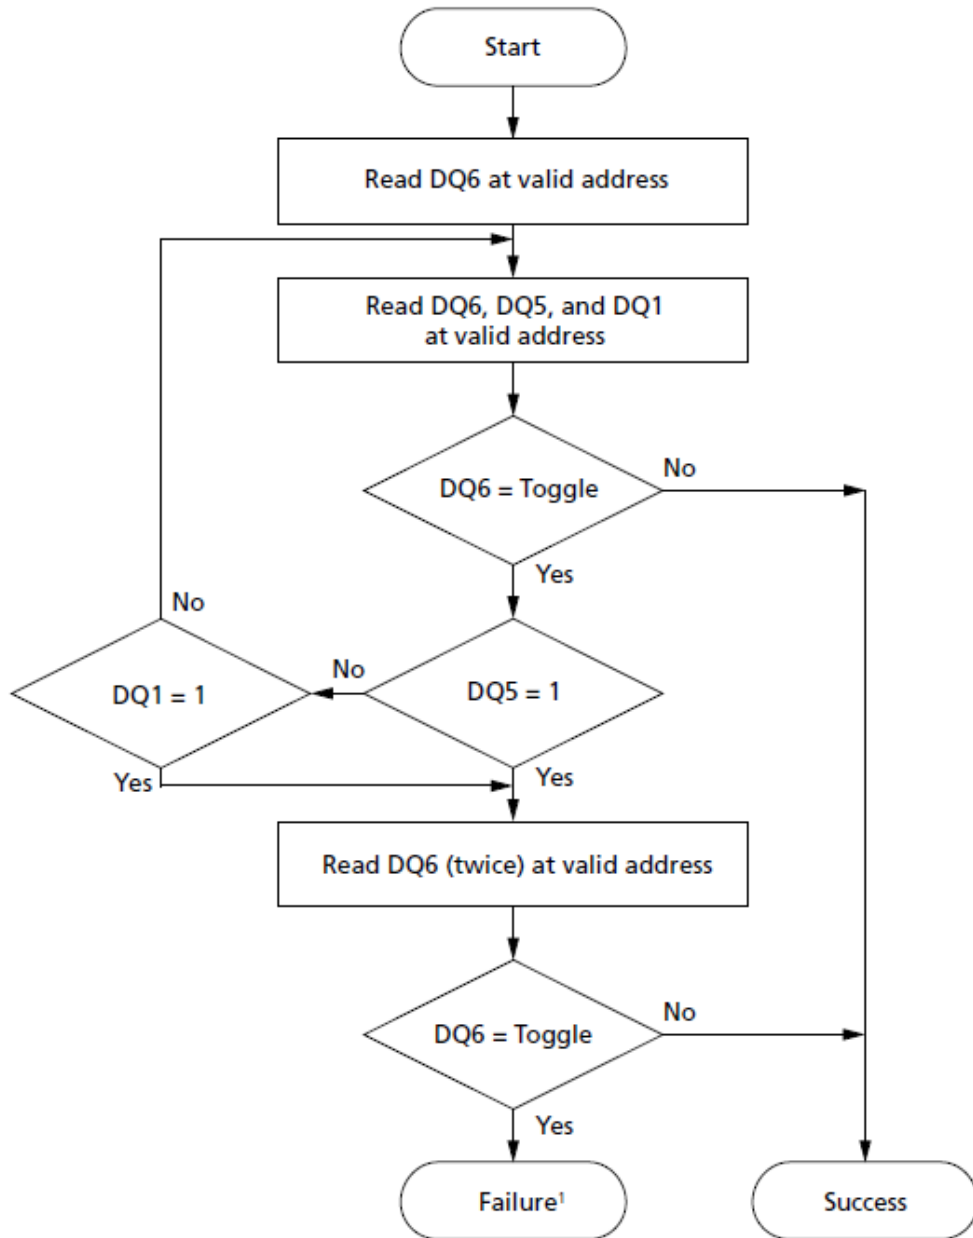 Start
Read DQ6 at valid address
Read DQ6, DQ5, and DQ1
at valid address
DQ6 = Toggle
No
Yes
No
DQ1 = 1
No
DQ5 = 1
Yes
Yes
Read DQ6 (twice) at valid address
DQ6 = Toggle
No
Yes
Failure¹
Success